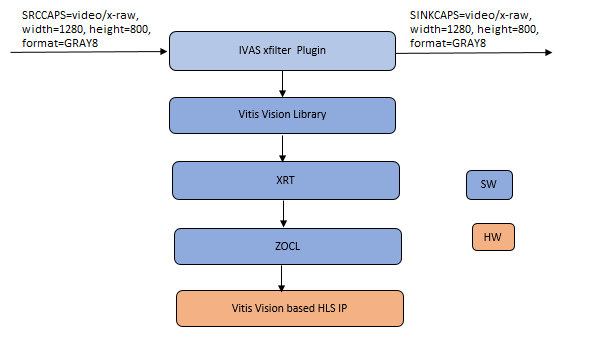 SRCCAPS=video/x-raw,
width=1280, height=800,
format=GRAY8
SINKCAPS=video/x-raw,
width=1280, height=800,
format=GRAY8
IVAS xfilter Plugin
Vitis Vision Library
XRT
SW
HW
ZOCL
Vitis Vision based HLS IP